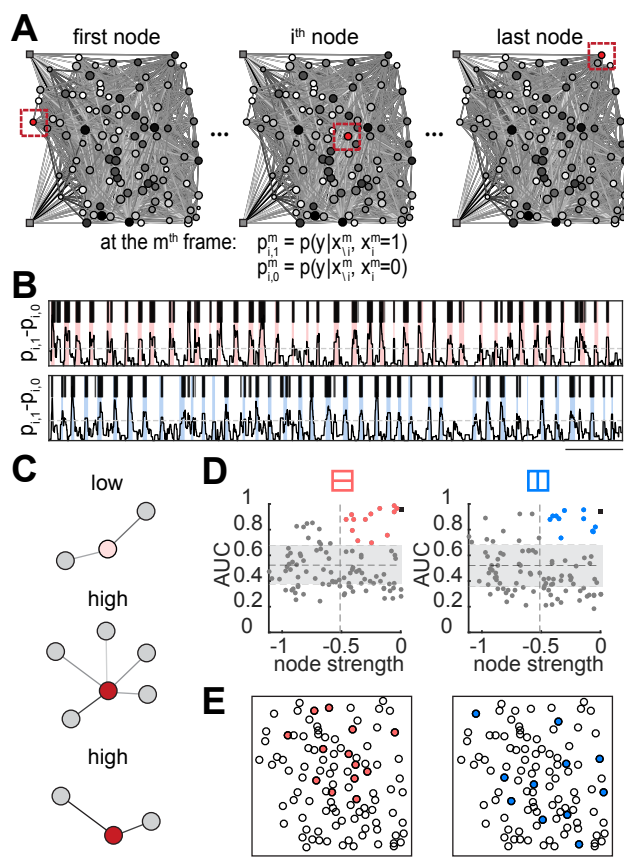 A
first node
iᵗʰ node
last node
...
...
at the mᵗʰ frame:
pᵐᵢ,₁ = p(y|xᵐ\ᵢ, xᵐᵢ=1)
pᵐᵢ,₀ = p(y|xᵐ\ᵢ, xᵐᵢ=0)
B
pᵢ,₁-pᵢ,₀
pᵢ,₁-pᵢ,₀
C
low
high
high
D
1
0.8
0.6
0.4
0.2
0
AUC
-1
-0.5
0
node strength
1
0.8
0.6
0.4
0.2
0
AUC
-1
-0.5
0
node strength
E